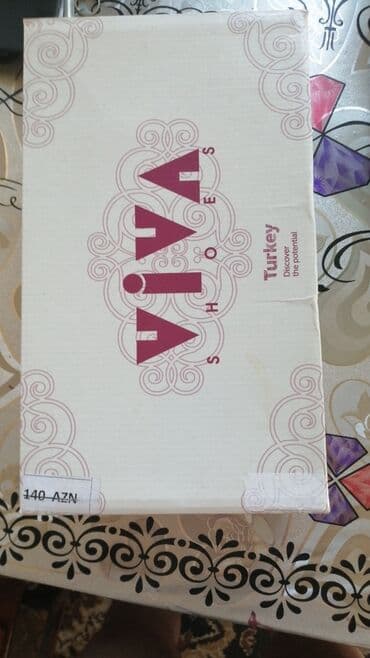 ViVA
SHOES
Turkey
Discover
the potential
140 AZN